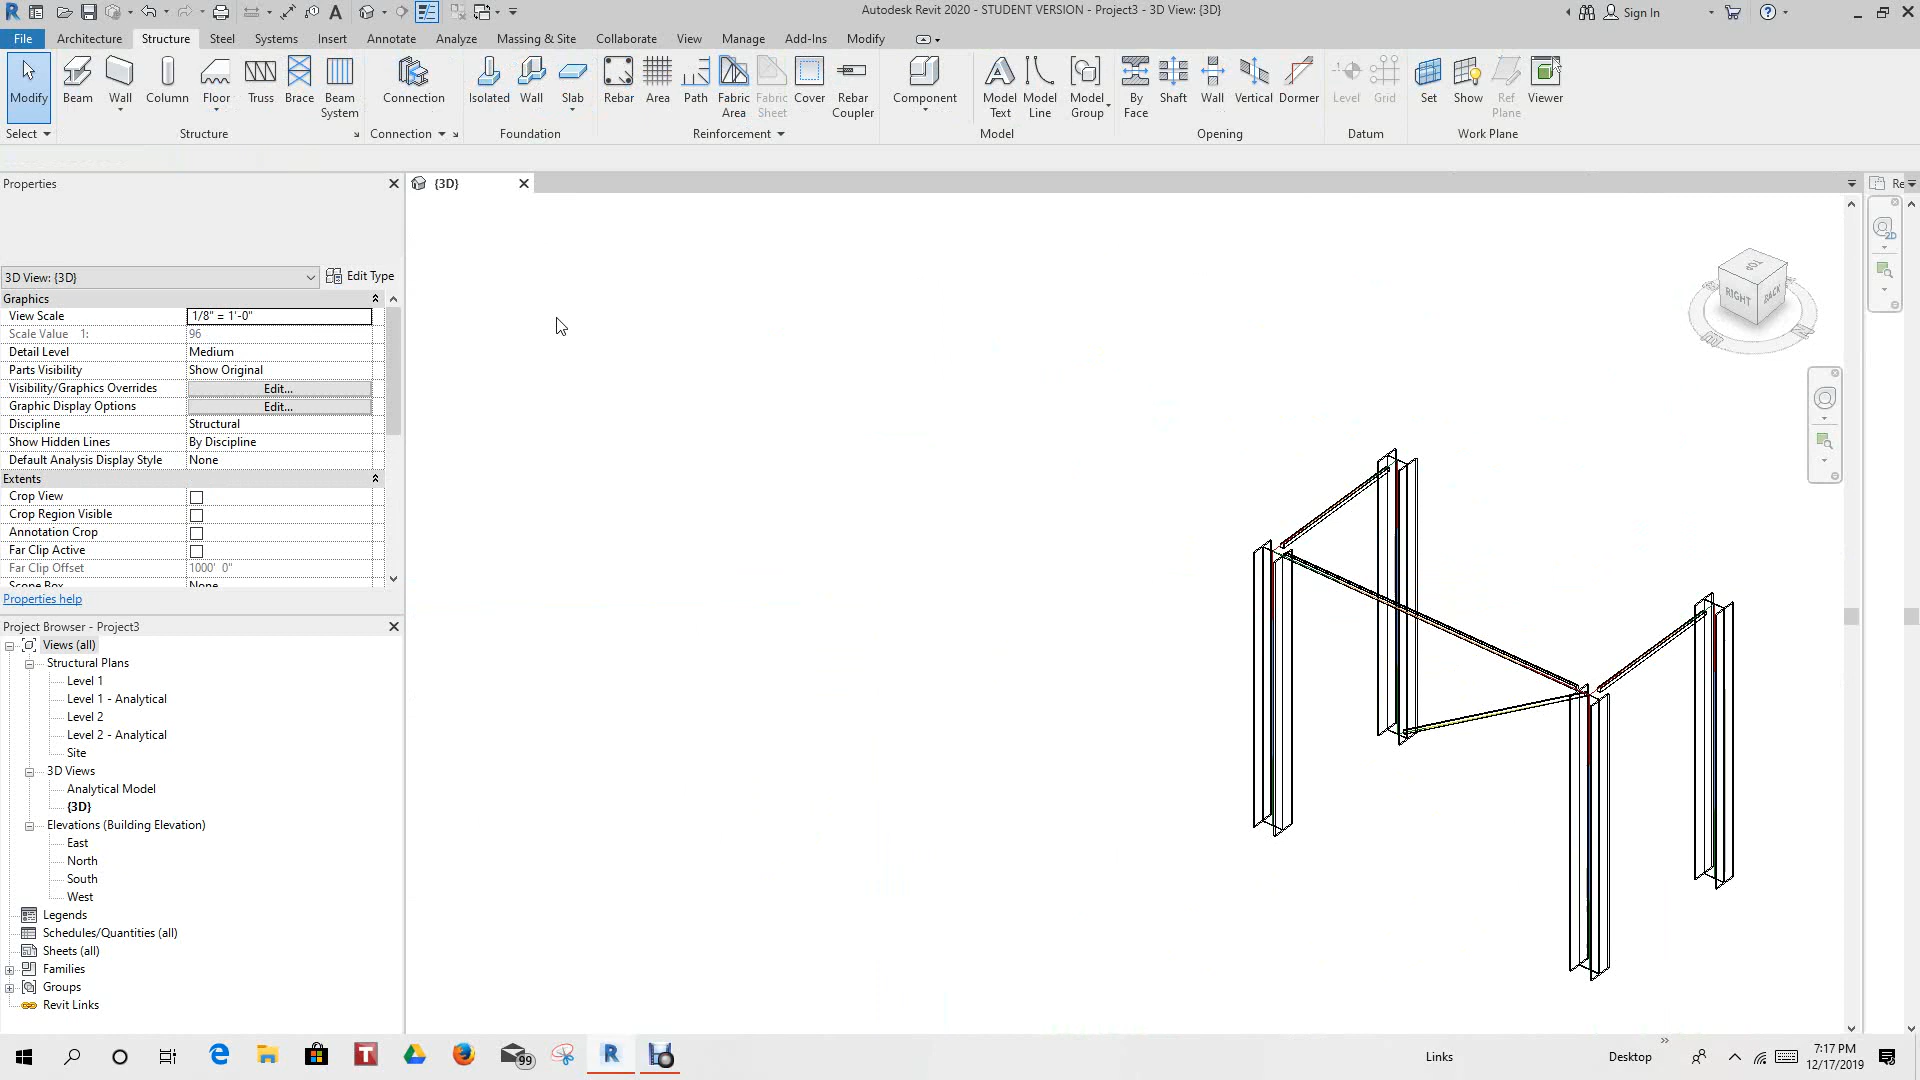 Autodesk Revit 2020 - STUDENT VERSION - Project3 - 3D View: {3D}
Sign In
File Architecture Structure Steel Systems Insert Annotate Analyze Massing & Site Collaborate View Manage Add-Ins Modify
Modify Beam Wall Column Floor Truss Brace Beam System Connection Isolated Wall Slab Rebar Area Path Fabric Area Fabric Sheet Cover Rebar Coupler Component Model Text Model Line Model Group By Face Shaft Wall Vertical Dormer Level Grid Set Show Ref Plane Viewer
Select Structure Connection Foundation Reinforcement Model Opening Datum Work Plane
Properties
{3D}
Re
3D View: {3D} Edit Type
Graphics
View Scale 1/8" = 1'-0"
Scale Value 1: 96
Detail Level Medium
Parts Visibility Show Original
Visibility/Graphics Overrides Edit...
Graphic Display Options Edit...
Discipline Structural
Show Hidden Lines By Discipline
Default Analysis Display Style None
Extents
Crop View
Crop Region Visible
Annotation Crop
Far Clip Active
Far Clip Offset 1000' 0"
Scope Box None
Properties help
Project Browser - Project3
Views (all)
Structural Plans
Level 1
Level 1 - Analytical
Level 2
Level 2 - Analytical
Site
3D Views
Analytical Model
{3D}
Elevations (Building Elevation)
East
North
South
West
Legends
Schedules/Quantities (all)
Sheets (all)
Families
Groups
Revit Links
TOP
RIGHT
BACK
2D
99
Links
Desktop
7:17 PM
12/17/2019